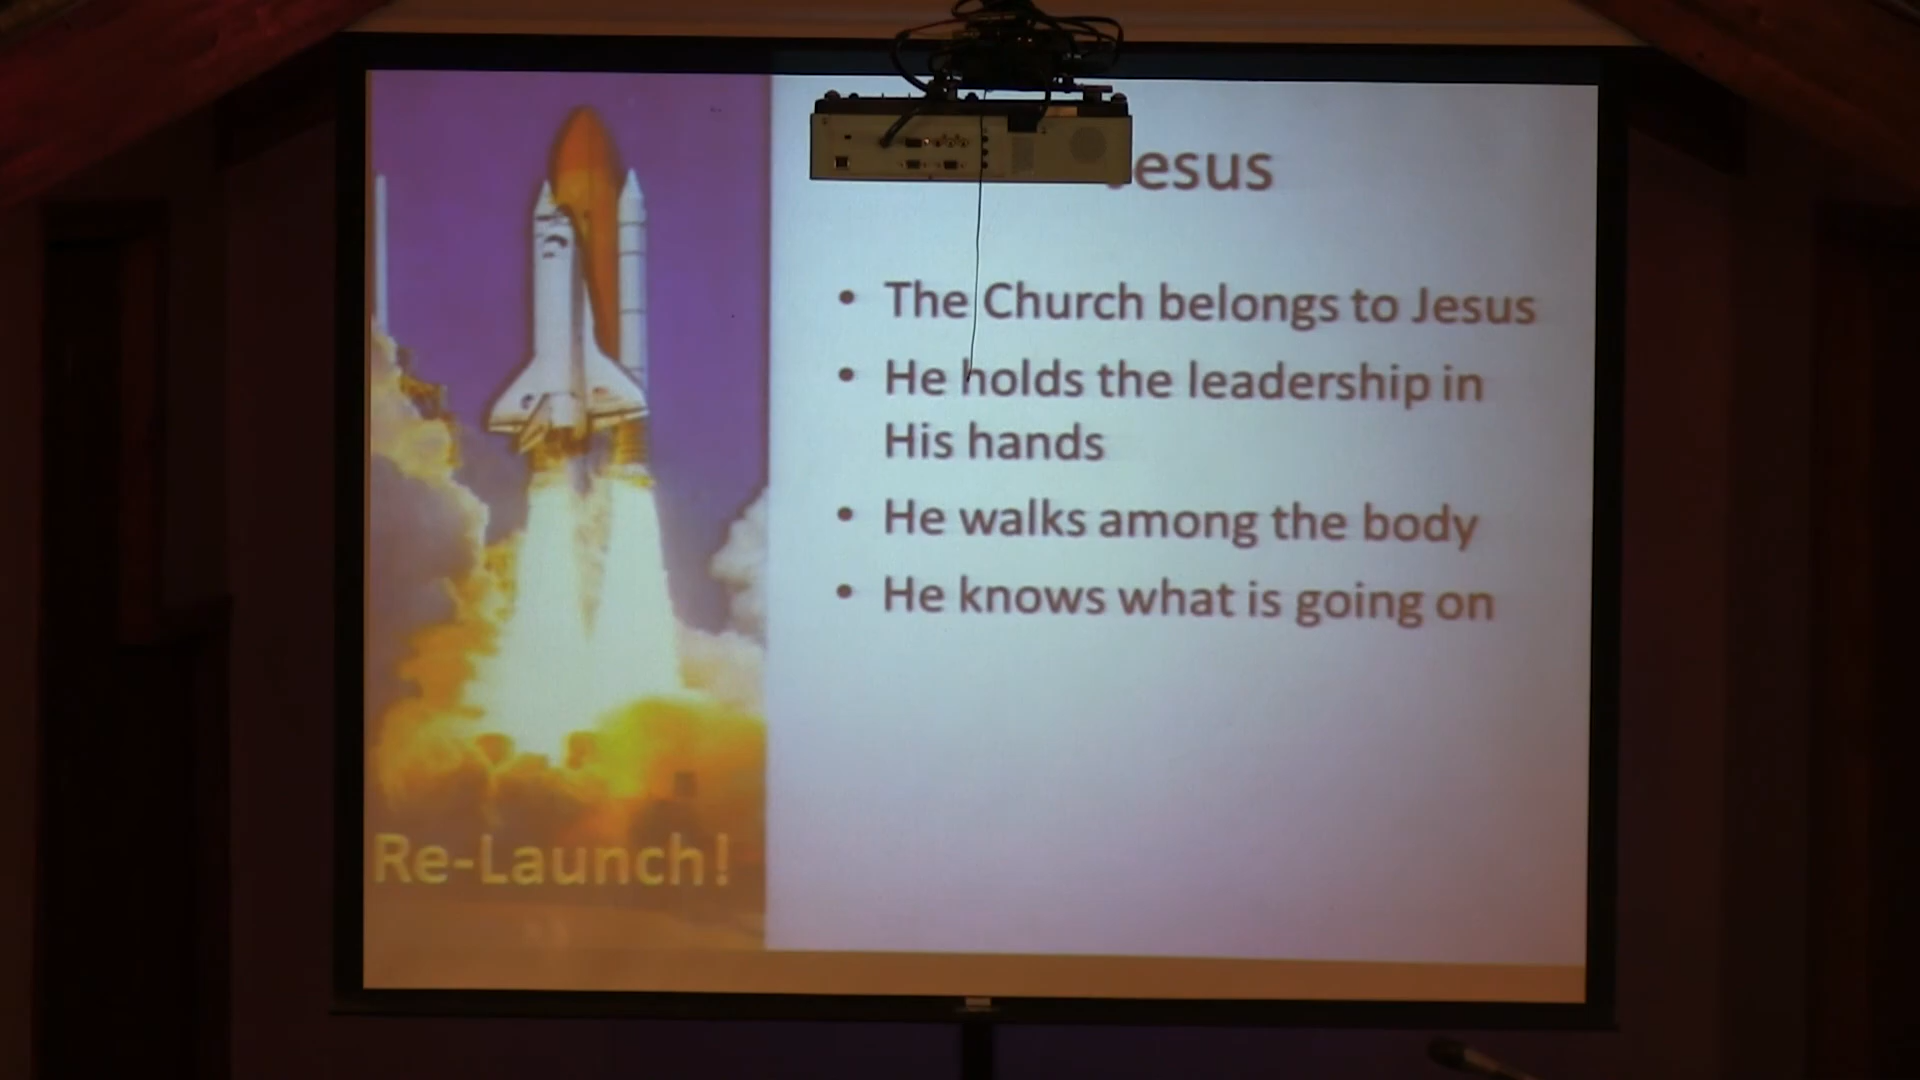 Jesus
• The Church belongs to Jesus
• He holds the leadership in
His hands
• He walks among the body
• He knows what is going on
Re-Launch!